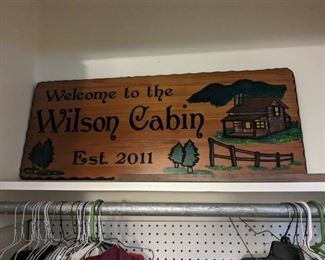 Welcome to the
Wilson Cabin
Est. 2011